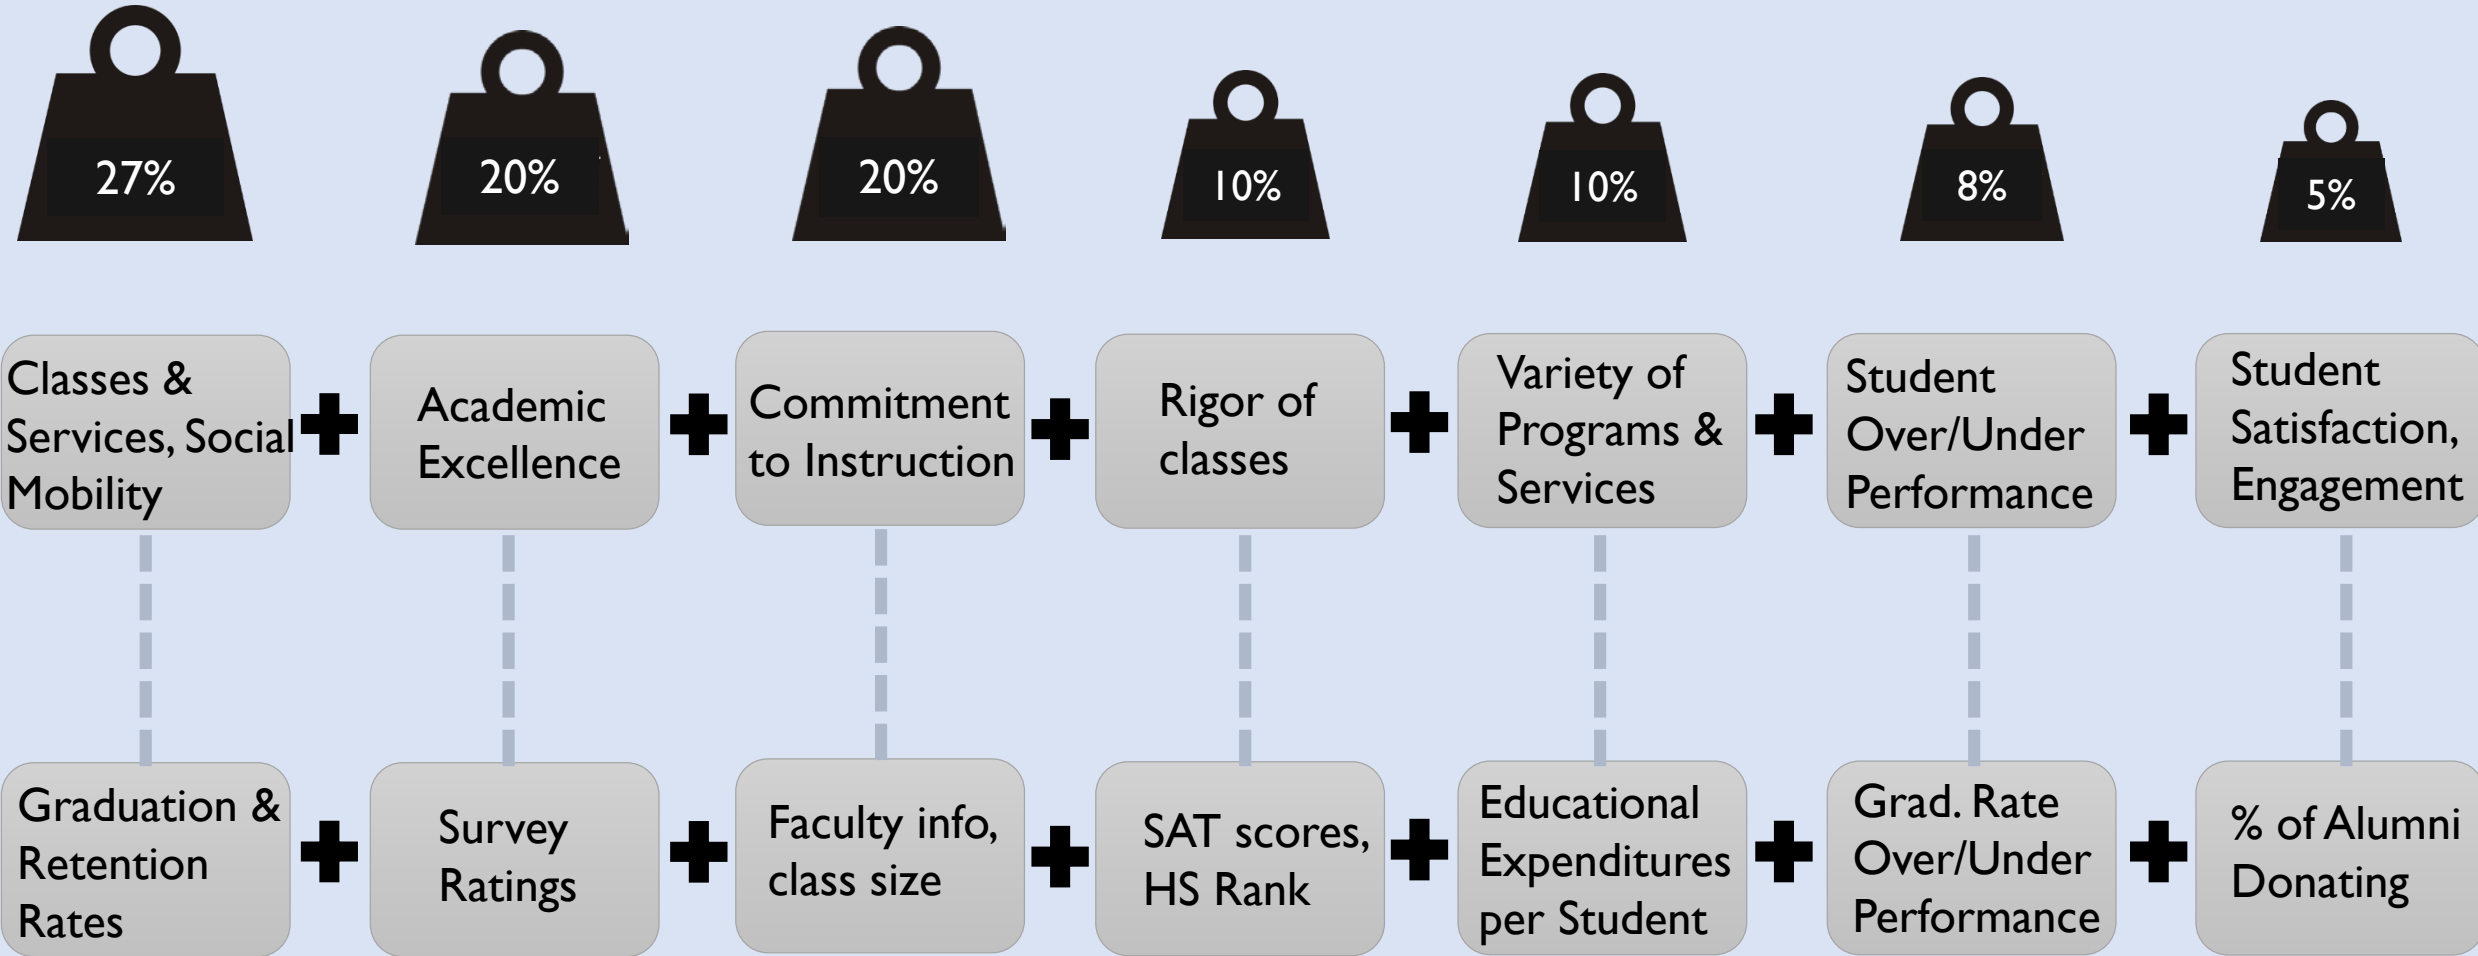 27%
20%
20%
10%
10%
8%
5%
Classes &
Services, Social
Mobility
Academic
Excellence
Commitment
to Instruction
Rigor of
classes
Variety of
Programs &
Services
Student
Over/Under
Performance
Student
Satisfaction,
Engagement
Graduation &
Retention
Rates
Survey
Ratings
Faculty info,
class size
SAT scores,
HS Rank
Educational
Expenditures
per Student
Grad. Rate
Over/Under
Performance
% of Alumni
Donating